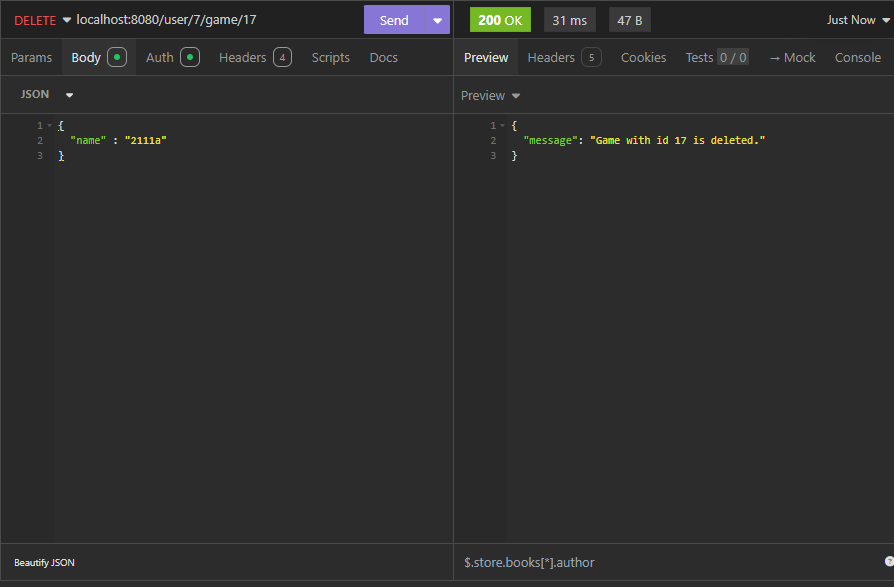 DELETE localhost:8080/user/7/game/17 Send
200 OK 31 ms 47 B Just Now
Params Body Auth Headers 4 Scripts Docs
Preview Headers 5 Cookies Tests 0 / 0 → Mock Console
JSON
Preview
1 {
2 "name" : "2111a"
3 }
1 {
2 "message": "Game with id 17 is deleted."
3 }
Beautify JSON
$.store.books[*].author
?